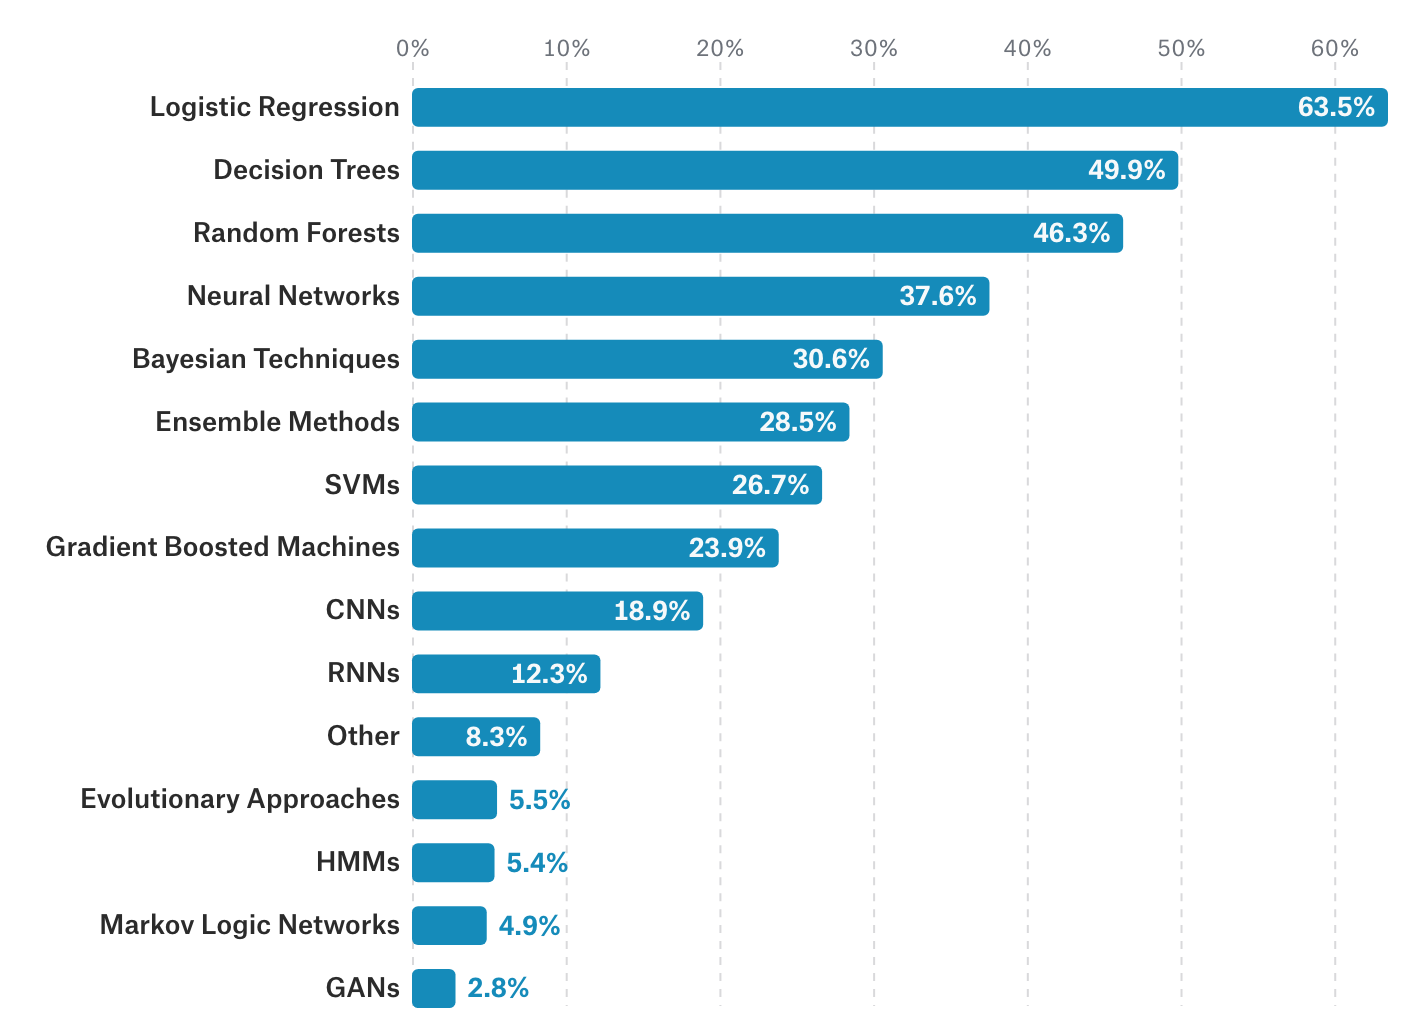 0% 10% 20% 30% 40% 50% 60%
Logistic Regression 63.5%
Decision Trees 49.9%
Random Forests 46.3%
Neural Networks 37.6%
Bayesian Techniques 30.6%
Ensemble Methods 28.5%
SVMs 26.7%
Gradient Boosted Machines 23.9%
CNNs 18.9%
RNNs 12.3%
Other 8.3%
Evolutionary Approaches 5.5%
HMMs 5.4%
Markov Logic Networks 4.9%
GANs 2.8%